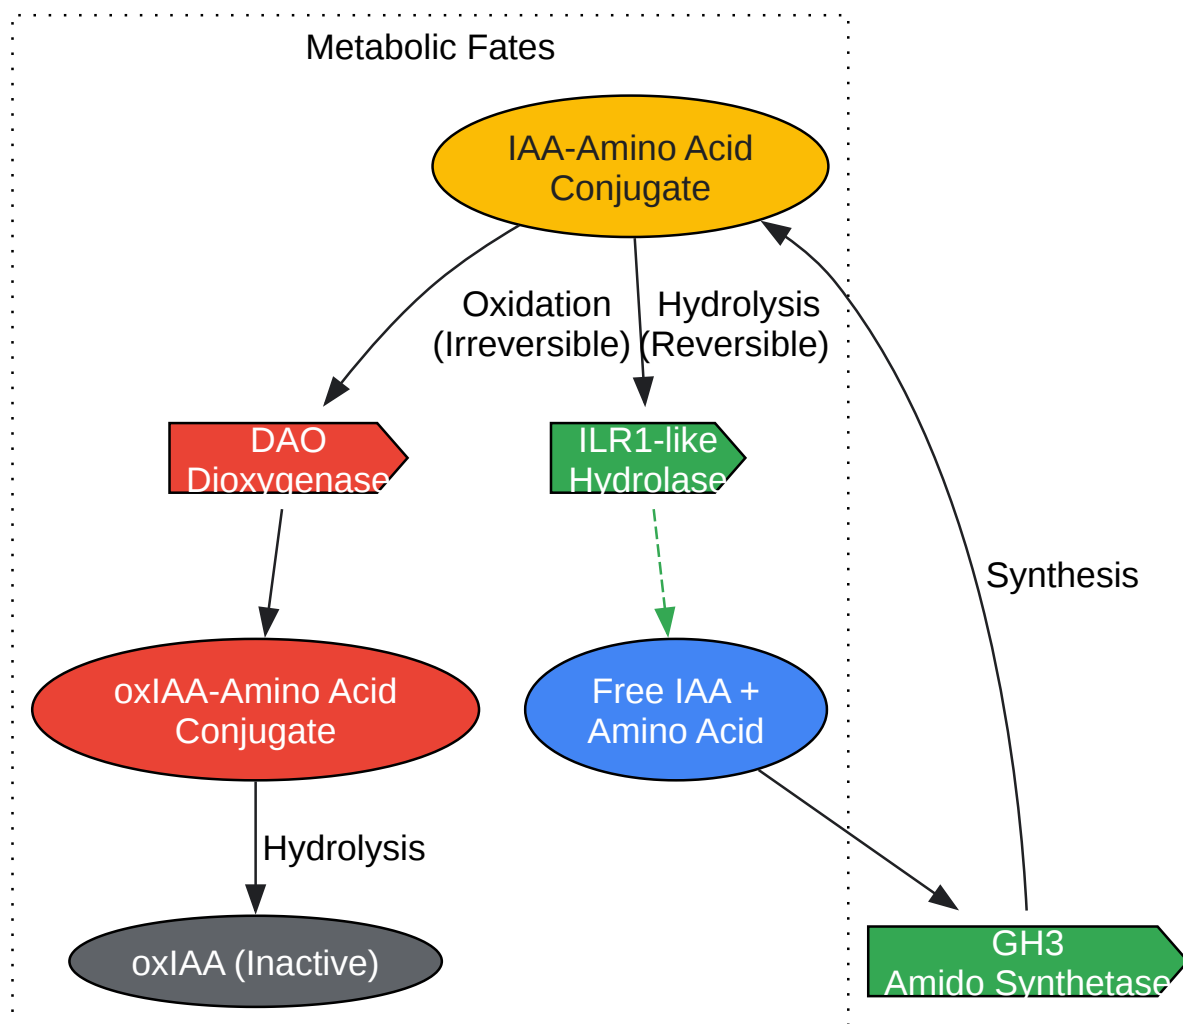 Metabolic Fates
IAA-Amino Acid
Conjugate
Oxidation
(Irreversible)
Hydrolysis
(Reversible)
DAO
Dioxygenase
ILR1-like
Hydrolase
Synthesis
oxIAA-Amino Acid
Conjugate
Free IAA +
Amino Acid
Hydrolysis
oxIAA (Inactive)
GH3
Amido Synthetase